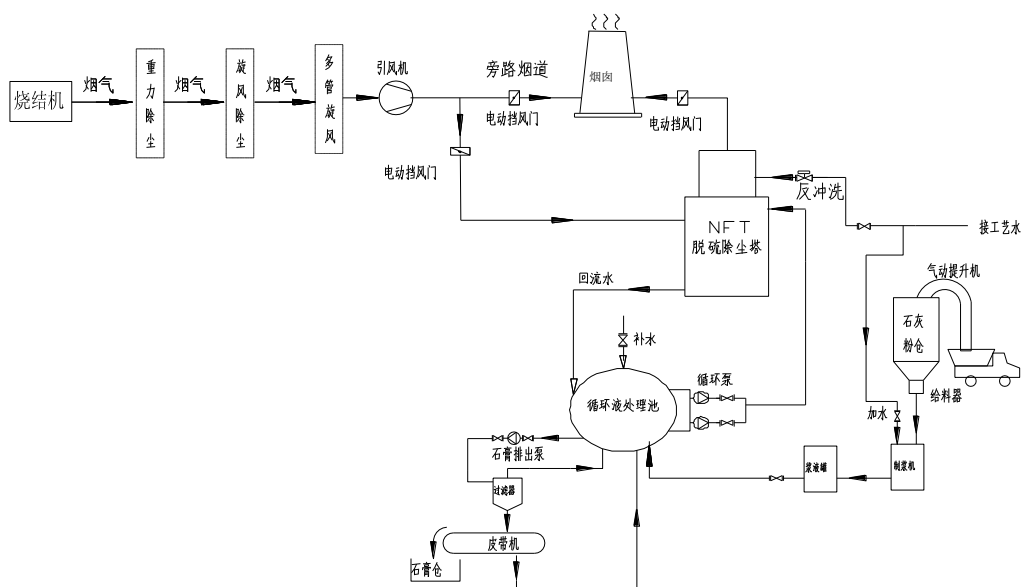 烧结机
烟气
重力除尘
烟气
旋风除尘
烟气
多管旋风
引风机
旁路烟道
电动挡风门
烟囱
电动挡风门
电动挡风门
反冲洗
接工艺水
NFT
脱硫除尘塔
回流水
补水
循环液处理池
循环泵
气动提升机
石灰
粉仓
给料器
加水
制浆机
浆液罐
石膏排出泵
过滤器
皮带机
石膏仓